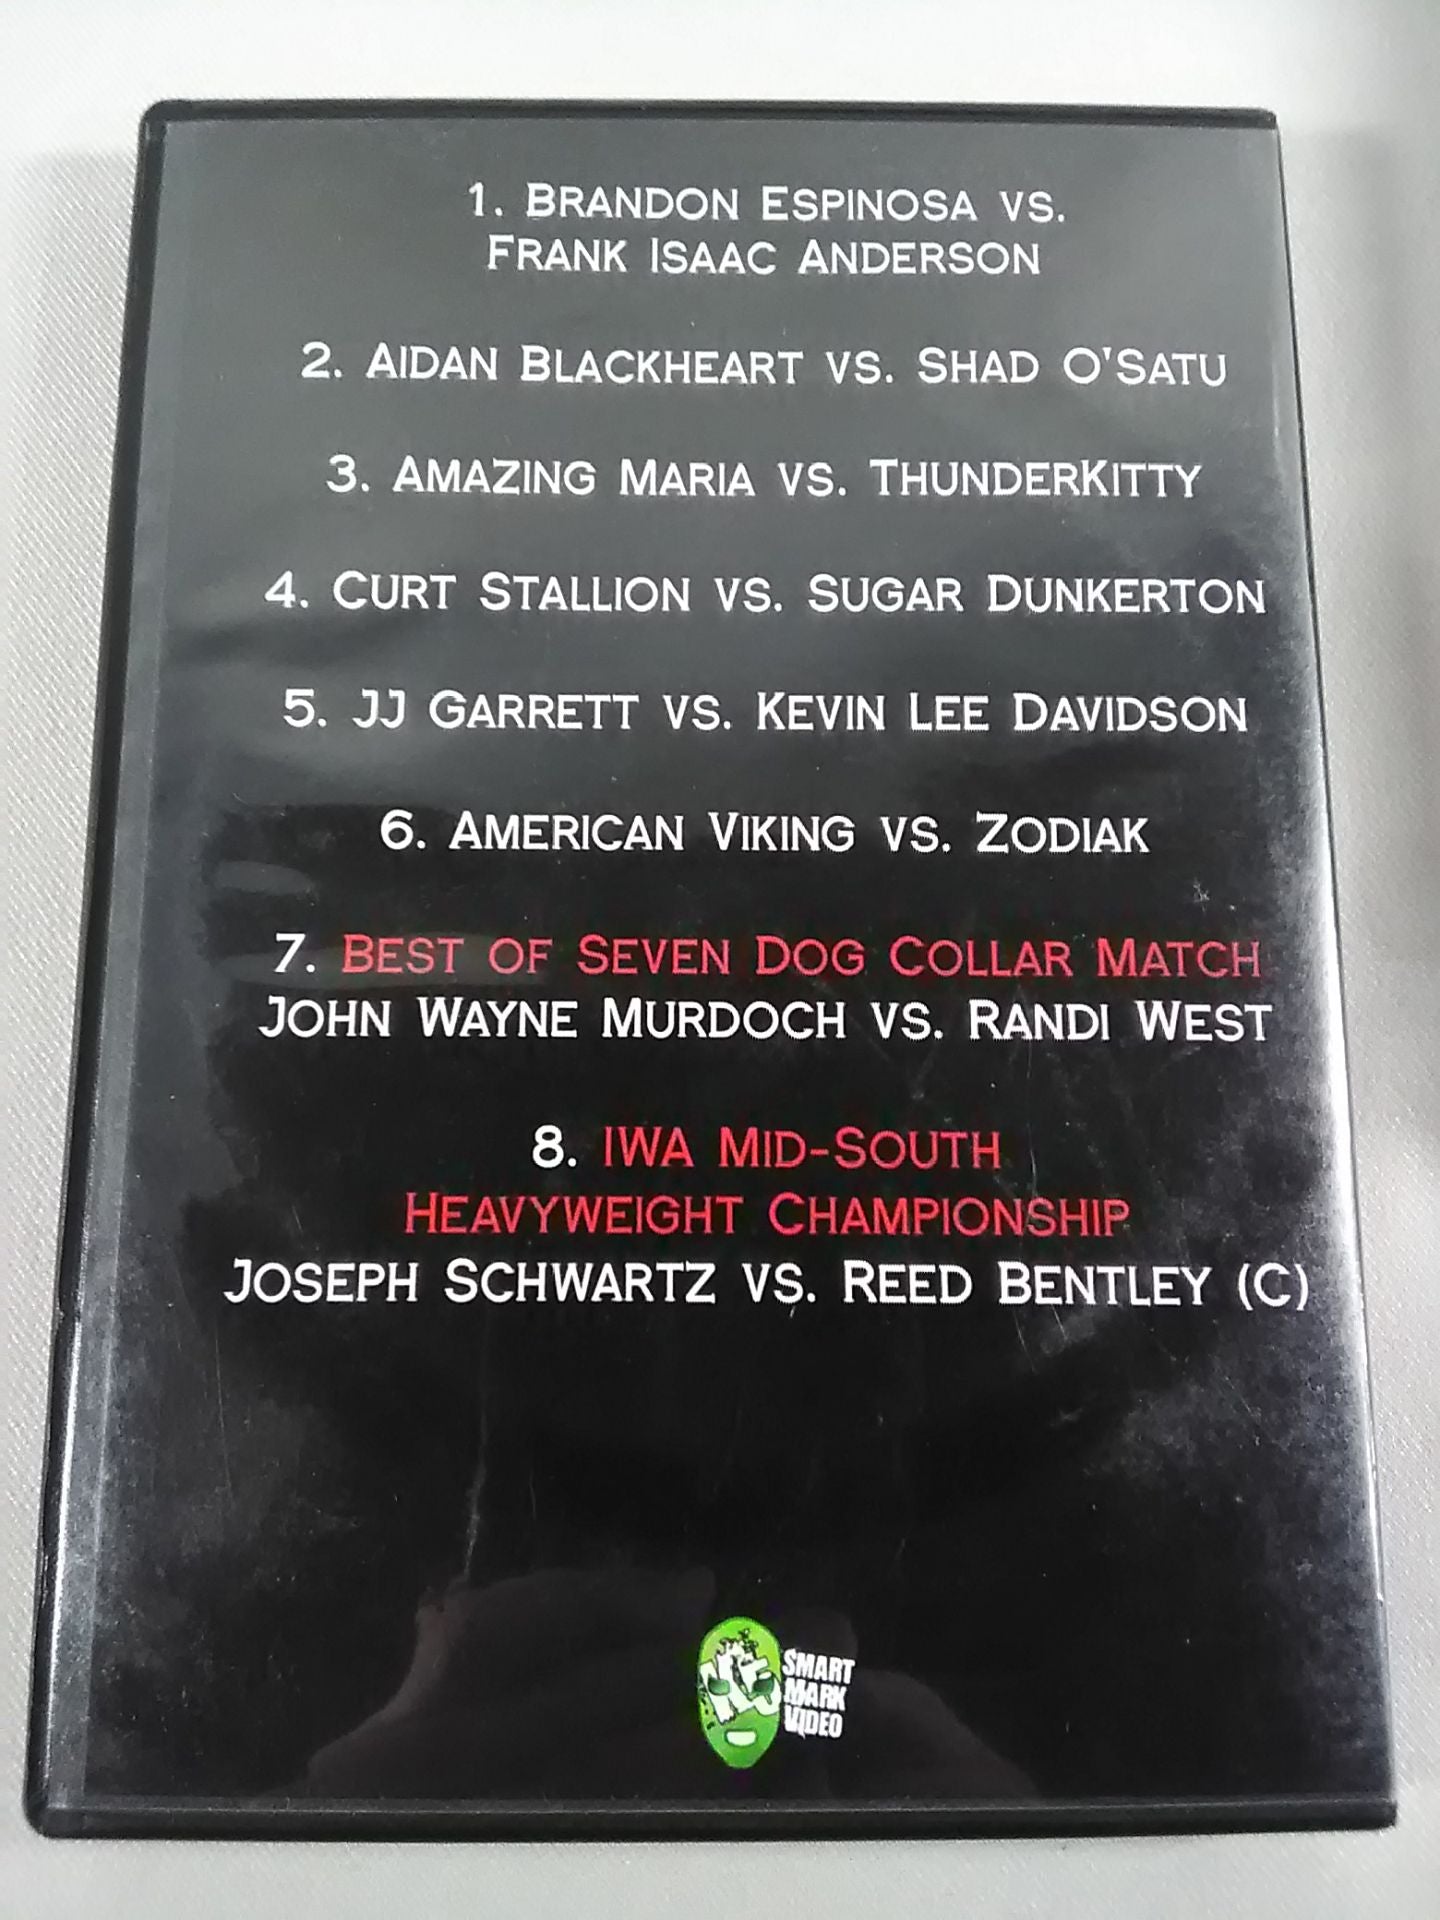 1. BRANDON ESPINOSA VS.
FRANK ISAAC ANDERSON
2. AIDAN BLACKHEART VS. SHAD O'SATU
3. AMAZING MARIA VS. THUNDERKITTY
4. CURT STALLION VS. SUGAR DUNKERTON
5. JJ GARRETT VS. KEVIN LEE DAVIDSON
6. AMERICAN VIKING VS. ZODIAK
7. BEST OF SEVEN DOG COLLAR MATCH
JOHN WAYNE MURDOCH VS. RANDI WEST
8. IWA MID-SOUTH
HEAVYWEIGHT CHAMPIONSHIP
JOSEPH SCHWARTZ VS. REED BENTLEY (C)
SMART
MARK
VIDEO